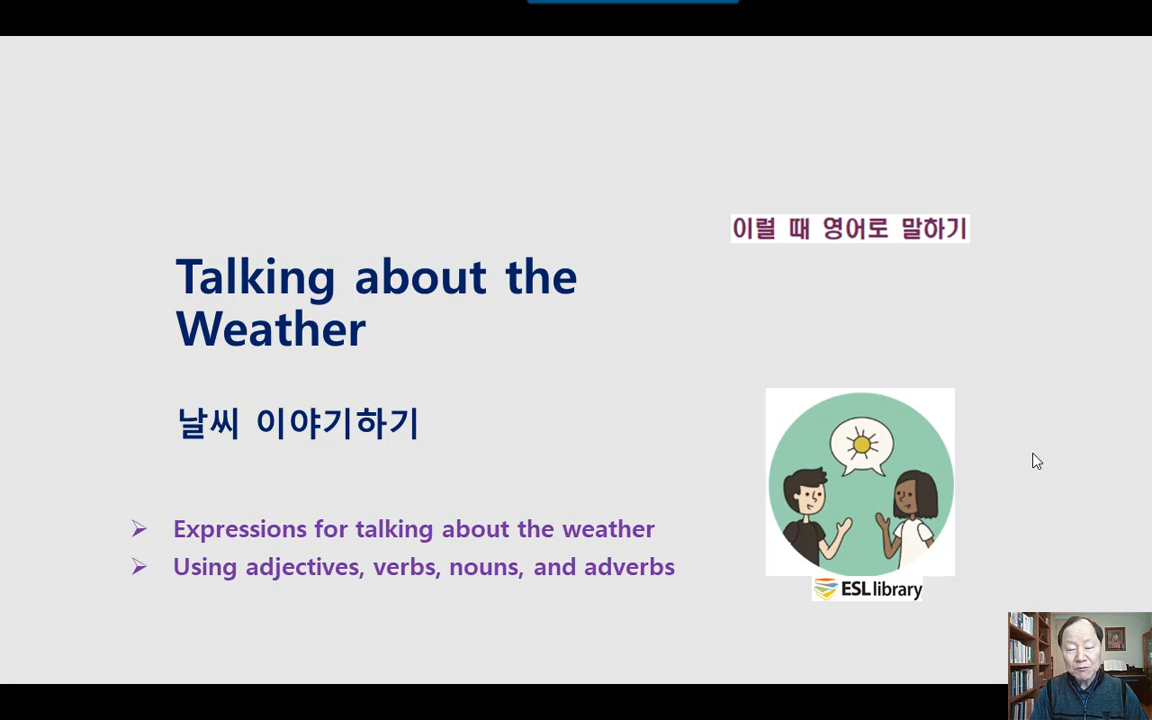 이럴 때 영어로 말하기
Talking about the
Weather
날씨 이야기하기
Expressions for talking about the weather
Using adjectives, verbs, nouns, and adverbs
ESL library